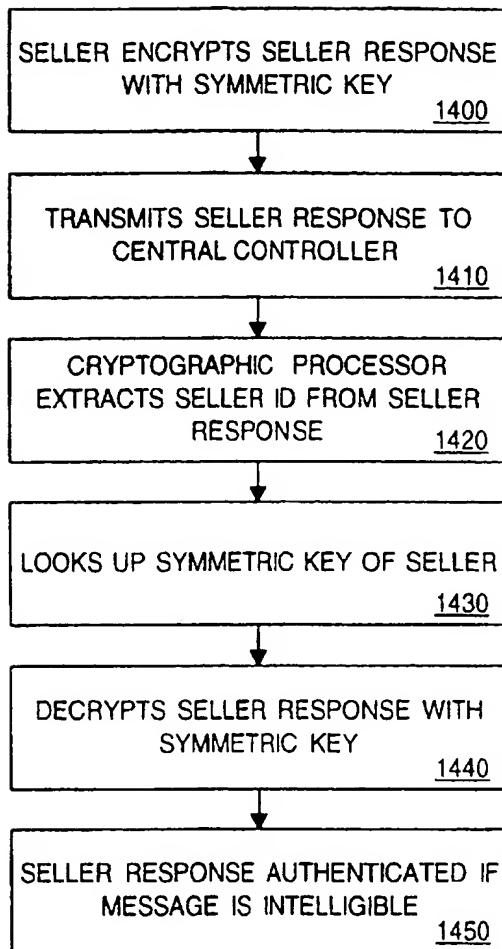 SELLER ENCRYPTS SELLER RESPONSE
WITH SYMMETRIC KEY
1400
TRANSMITS SELLER RESPONSE TO
CENTRAL CONTROLLER
1410
CRYPTOGRAPHIC PROCESSOR
EXTRACTS SELLER ID FROM SELLER
RESPONSE
1420
LOOKS UP SYMMETRIC KEY OF SELLER
1430
DECRYPTS SELLER RESPONSE WITH
SYMMETRIC KEY
1440
SELLER RESPONSE AUTHENTICATED IF
MESSAGE IS INTELLIGIBLE
1450